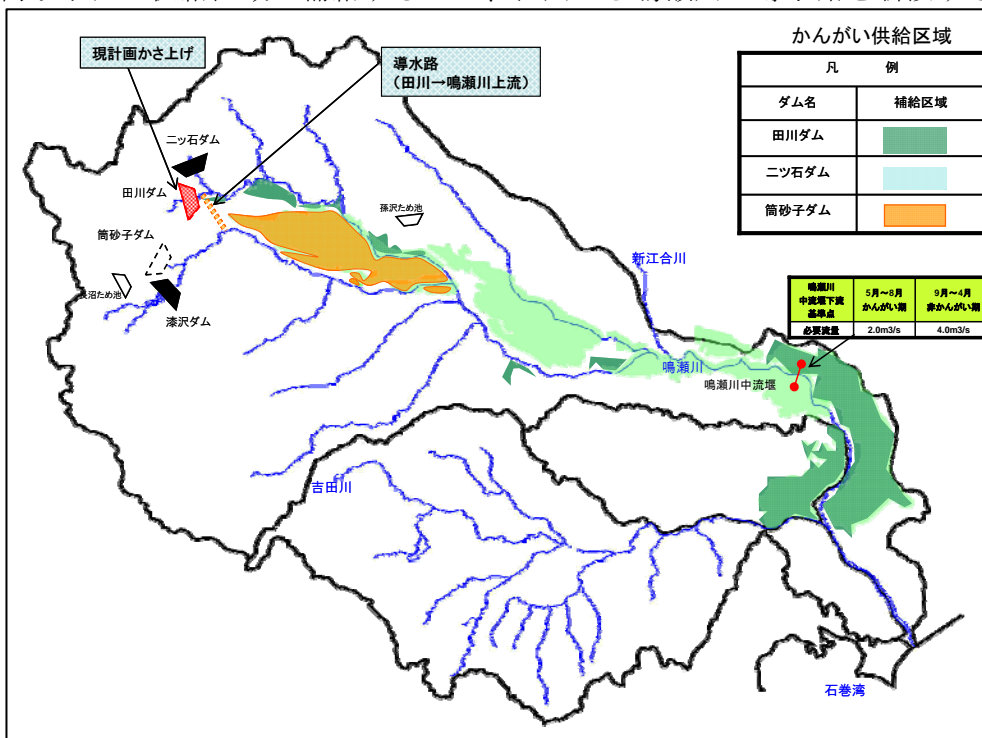 かんがい供給区域
凡 例
ダム名 補給区域
田川ダム
二ツ石ダム
筒砂子ダム
現計画かさ上げ
導水路
(田川→鳴瀬川上流)
二ッ石ダム
田川ダム
筒砂子ダム
漆沢ダム
孫沢ため池
新江合川
鳴瀬川
中流堰下流
基準点
5月~8月
かんがい期
9月~4月
非かんがい期
必要流量 2.0m3/s 4.0m3/s
鳴瀬川
鳴瀬川中流堰
吉田川
石巻湾